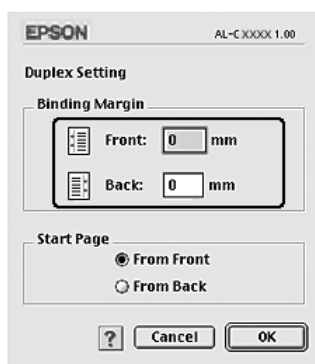 EPSON AL-C XXXX 1.00
Duplex Setting
Binding Margin
Front: 0 mm
Back: 0 mm
Start Page
From Front
From Back
? Cancel OK